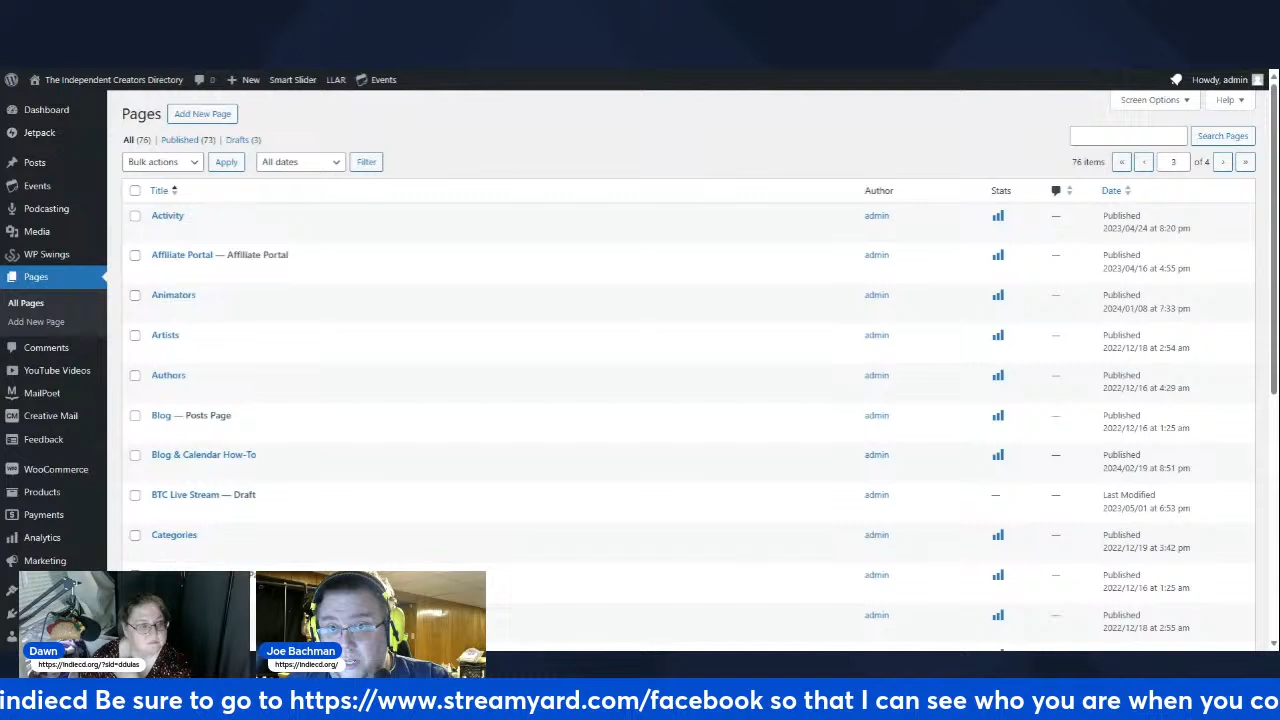 The Independent Creators Directory 0 New Smart Slider LLAR Events Howdy, admin
Dashboard
Jetpack
Posts
Events
Podcasting
Media
WP Swings
Pages
All Pages
Add New Page
Comments
YouTube Videos
MailPoet
Creative Mail
Feedback
WooCommerce
Products
Payments
Analytics
Marketing
Screen Options Help
Pages Add New Page
All (76) | Published (73) | Drafts (3)
Search Pages
Bulk actions Apply All dates Filter 76 items « ‹ 3 of 4 › »
Title Author Stats Date
Activity admin — Published
2023/04/24 at 8:20 pm
Affiliate Portal — Affiliate Portal admin — Published
2023/04/16 at 4:55 pm
Animators admin — Published
2024/01/08 at 7:33 pm
Artists admin — Published
2022/12/18 at 2:54 am
Authors admin — Published
2022/12/16 at 4:29 am
Blog — Posts Page admin — Published
2022/12/16 at 1:25 am
Blog & Calendar How-To admin — Published
2024/02/19 at 8:51 pm
BTC Live Stream — Draft admin — — Last Modified
2023/05/01 at 6:53 pm
Categories admin — Published
2022/12/19 at 3:42 pm
admin — Published
2022/12/16 at 1:25 am
admin — Published
2022/12/18 at 2:55 am
Dawn
https://indiecd.org/?sld=ddulas
Joe Bachman
https://indiecd.org/
indiecd Be sure to go to https://www.streamyard.com/facebook so that I can see who you are when you co